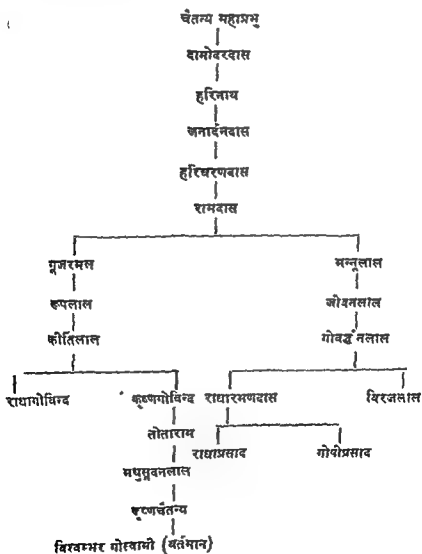 चैतन्य महाप्रभु
दामोदरदास
हरिनाथ
जनार्दनदास
हरिचरणदास
रामदास
गूजरमल मन्नूलाल
रूपलाल जीवनलाल
कीर्तिलाल गोवर्द्धनलाल
राधागोविन्द कृष्णगोविन्द राधारमणदास विरजलाल
तोताराम
राधाप्रसाद गोपीप्रसाद
मधुसूदनलाल
कृष्णचैतन्य
विश्वम्भर गोस्वामी (वर्तमान)